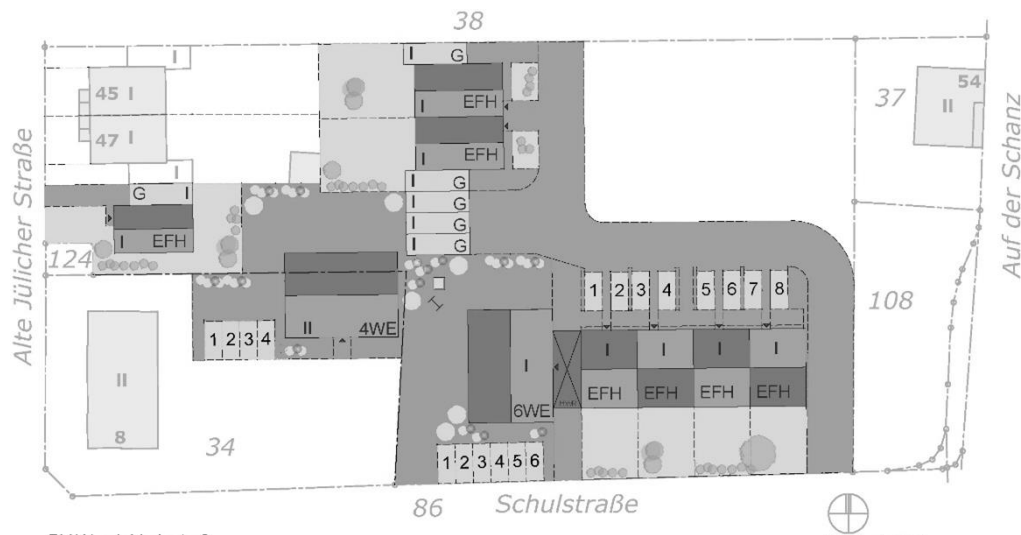 38
I
I G
45 I
EFH
37
54
II
47 I
I EFH
I
G
G I
G
G
I EFH
G
124
Alte Jülicher Straße
Auf der Schanz
1 2 3 4 5 6 7 8
108
1 2 3 4
II 4WE
I
I I I I
II
EFH EFH EFH EFH
6WE
8
34
1 2 3 4 5 6
86
Schulstraße